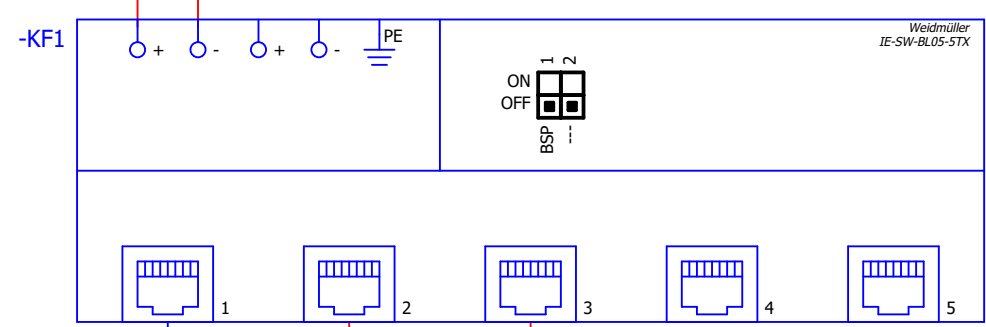 -KF1
+ - + - PE
Weidmüller
IE-SW-BL05-5TX
1 2
ON
OFF
BSP ---
1 2 3 4 5